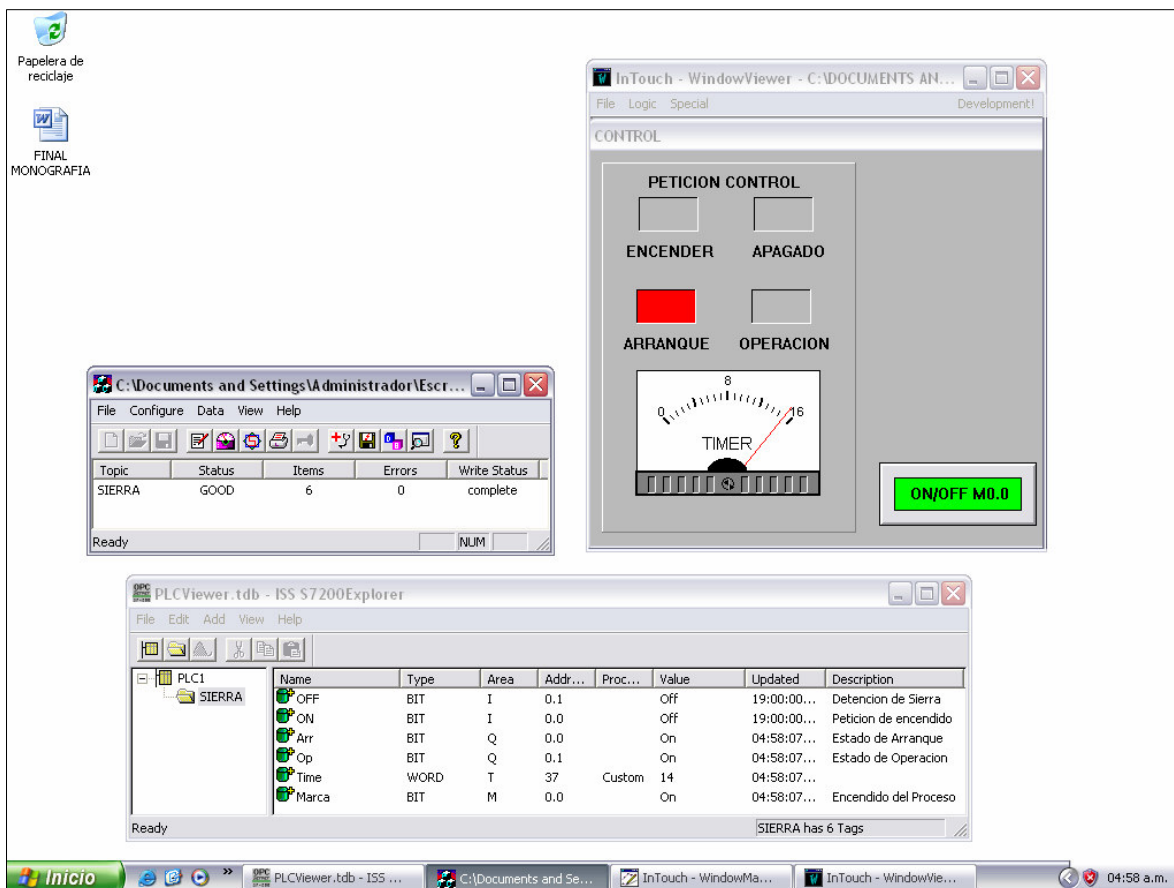 Papelera de
reciclaje
FINAL
MONOGRAFIA
InTouch - WindowViewer - C:\DOCUMENTS AN...
File Logic Special Development!
CONTROL
PETICION CONTROL
ENCENDER APAGADO
ARRANQUE OPERACION
0 8 16
TIMER
ON/OFF M0.0
C:\Documents and Settings\Administrador\Escr...
File Configure Data View Help
Topic Status Items Errors Write Status
SIERRA GOOD 6 0 complete
Ready NUM
PLCViewer.tdb - ISS S7200Explorer
File Edit Add View Help
PLC1
SIERRA
Name Type Area Addr... Proc... Value Updated Description
OFF BIT I 0.1 Off 19:00:00... Detencion de Sierra
ON BIT I 0.0 Off 19:00:00... Peticion de encendido
Arr BIT Q 0.0 On 04:58:07... Estado de Arranque
Op BIT Q 0.1 On 04:58:07... Estado de Operacion
Time WORD T 37 Custom 14 04:58:07...
Marca BIT M 0.0 On 04:58:07... Encendido del Proceso
Ready SIERRA has 6 Tags
Inicio » PLCViewer.tdb - ISS ... C:\Documents and Se... InTouch - WindowMa... InTouch - WindowVie... 04:58 a.m.